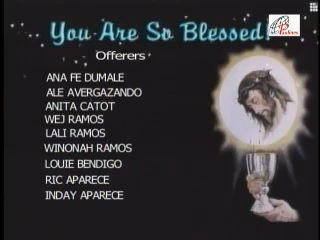 You Are So Blessed
Offerers
ANA FE DUMALE
ALE AVERGAZANDO
ANITA CATOT
WEJ RAMOS
LALI RAMOS
WINONAH RAMOS
LOUIE BENDIGO
RIC APARECE
INDAY APARECE